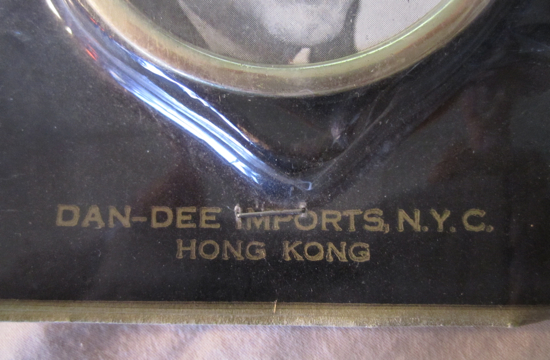 DAN-DEE IMPORTS, N.Y.C.
HONG KONG